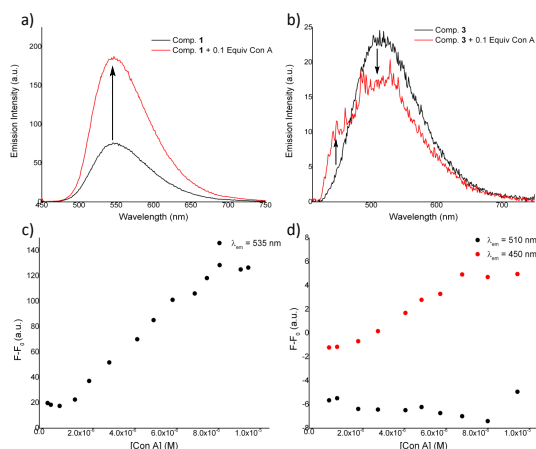 a)
Comp. 1
Comp. 1 + 0.1 Equiv Con A
Emission Intensity (a.u.)
200
150
100
50
0
450 500 550 600 650 700 750
Wavelength (nm)
b)
Comp. 3
Comp. 3 + 0.1 Equiv Con A
Emission Intensity (a.u.)
25
20
15
10
5
0
500 600 700
Wavelength (nm)
c)
λem = 535 nm
F-F₀ (a.u.)
140
120
100
80
60
40
20
0
0.0 2.0x10⁻⁶ 4.0x10⁻⁶ 6.0x10⁻⁶ 8.0x10⁻⁶ 1.0x10⁻⁵
[Con A] (M)
d)
λem = 510 nm
λem = 450 nm
F-F₀ (a.u.)
8
6
4
2
0
-2
-4
-6
-8
0.0 2.0x10⁻⁶ 4.0x10⁻⁶ 6.0x10⁻⁶ 8.0x10⁻⁶ 1.0x10⁻⁵
[Con A] (M)